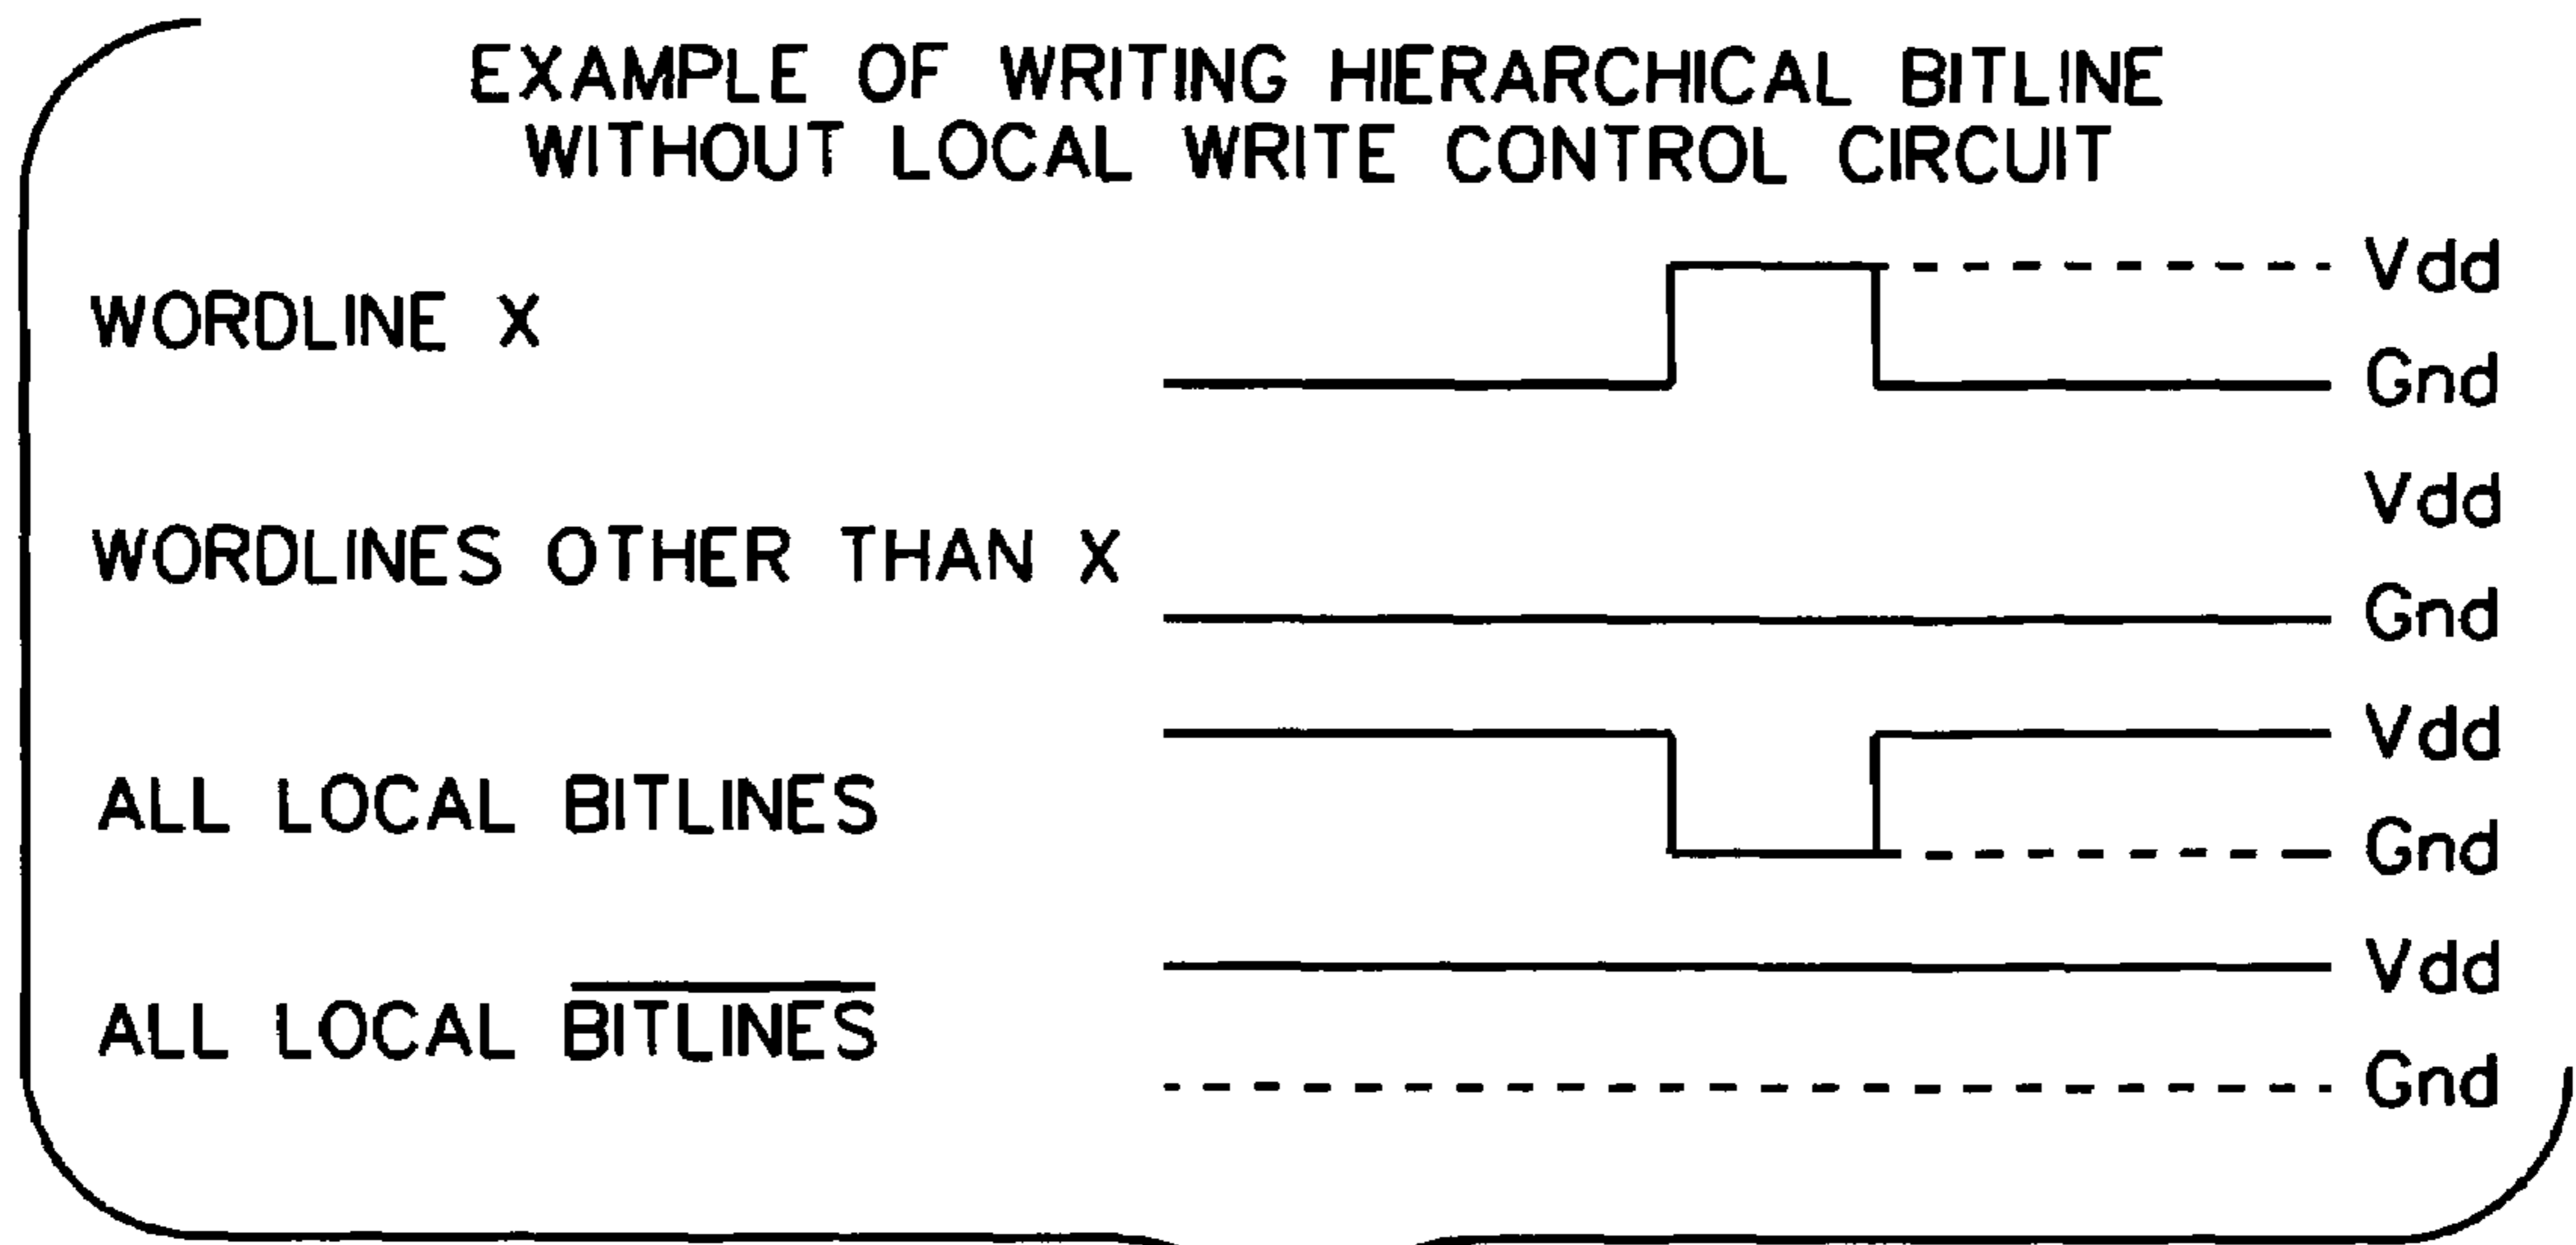 EXAMPLE OF WRITING HIERARCHICAL BITLINE
WITHOUT LOCAL WRITE CONTROL CIRCUIT
Vdd
WORDLINE X
Gnd
Vdd
WORDLINES OTHER THAN X
Gnd
Vdd
ALL LOCAL BITLINES
Gnd
Vdd
ALL LOCAL B̅I̅T̅L̅I̅N̅E̅S̅
Gnd